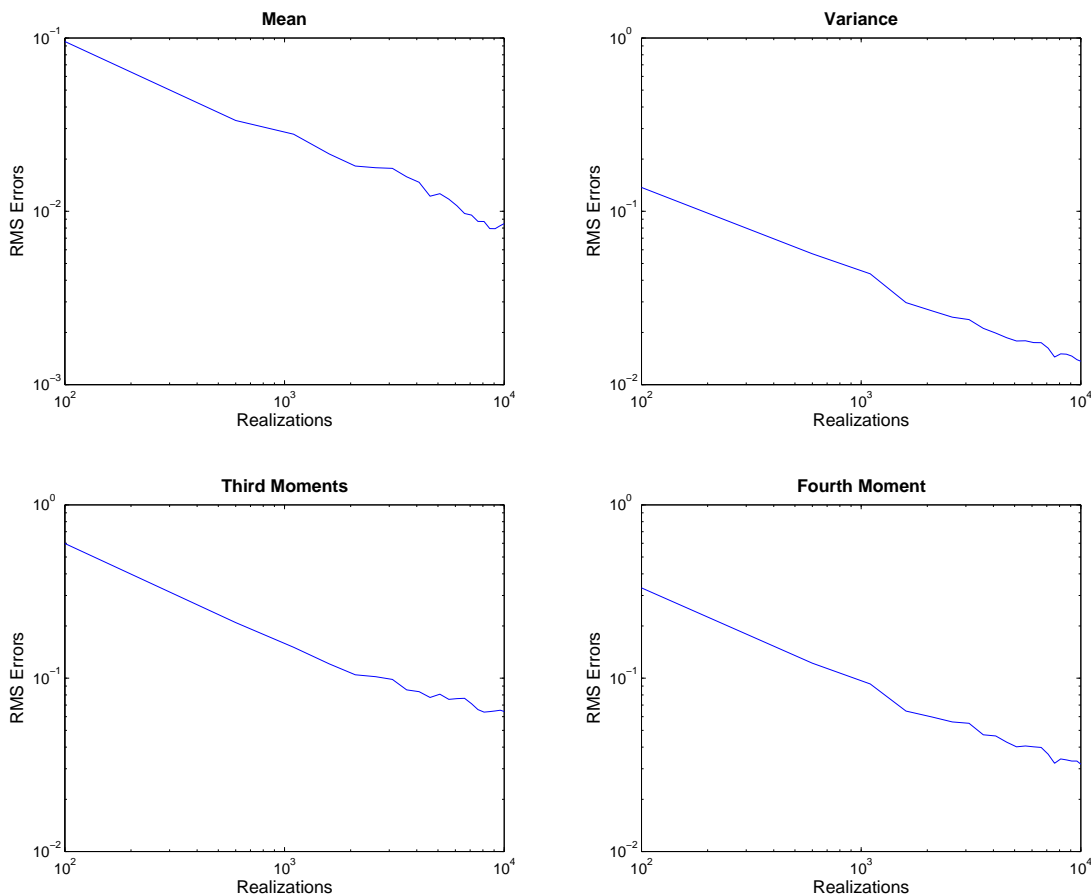 Mean
10^-1
10^-2
10^-3
RMS Errors
10^2
10^3
10^4
Realizations
Variance
10^0
10^-1
10^-2
RMS Errors
10^2
10^3
10^4
Realizations
Third Moments
10^0
10^-1
10^-2
RMS Errors
10^2
10^3
10^4
Realizations
Fourth Moment
10^0
10^-1
10^-2
RMS Errors
10^2
10^3
10^4
Realizations